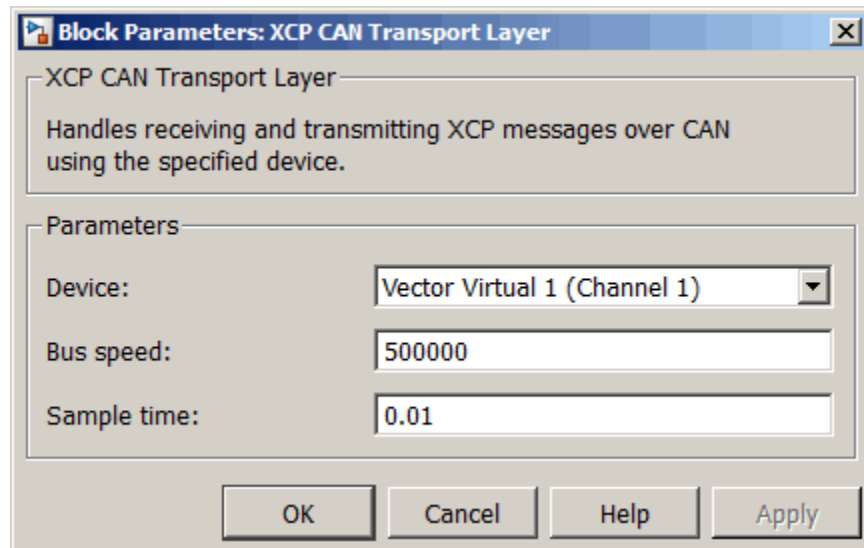 Block Parameters: XCP CAN Transport Layer
XCP CAN Transport Layer
Handles receiving and transmitting XCP messages over CAN
using the specified device.
Parameters
Device: Vector Virtual 1 (Channel 1)
Bus speed: 500000
Sample time: 0.01
OK Cancel Help Apply